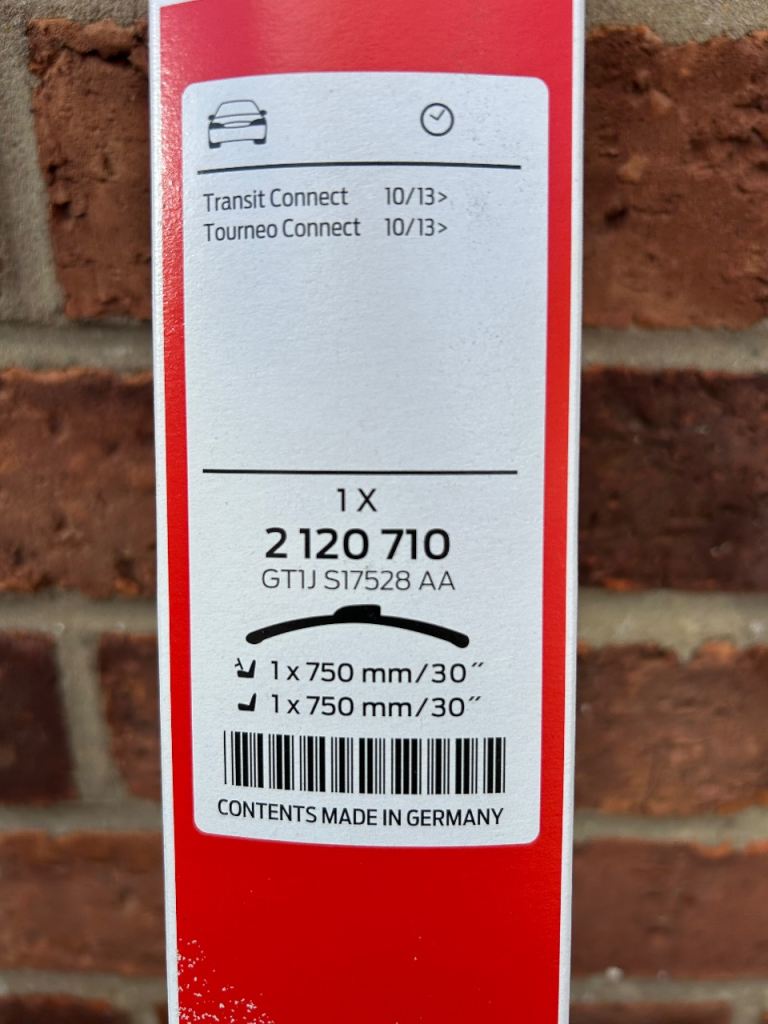 Transit Connect 10/13>
Tourneo Connect 10/13>
1 X
2 120 710
GT1J S17528 AA
1 x 750 mm/30″
1 x 750 mm/30″
CONTENTS MADE IN GERMANY